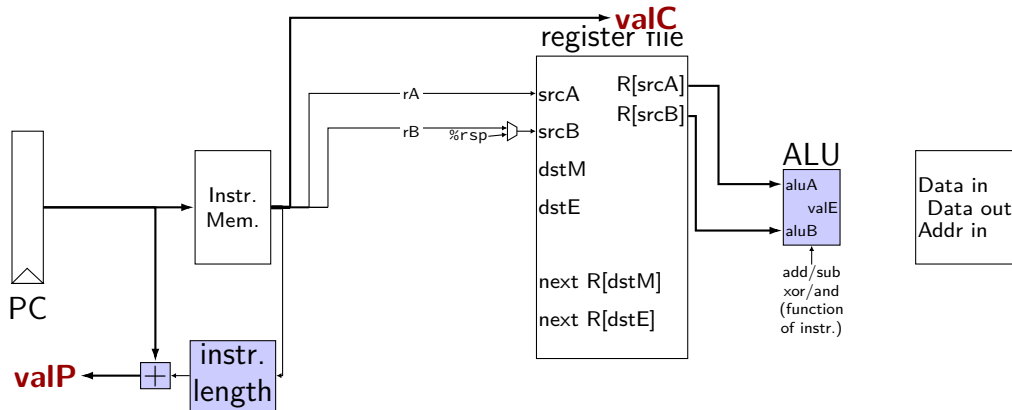 valC
register file
rA
srcA
R[srcA]
R[srcB]
rB
%rsp
srcB
ALU
Instr.
Mem.
dstM
aluA
valE
aluB
Data in
Data out
Addr in
dstE
PC
next R[dstM]
next R[dstE]
add/sub
xor/and
(function
of instr.)
valP
+
instr.
length